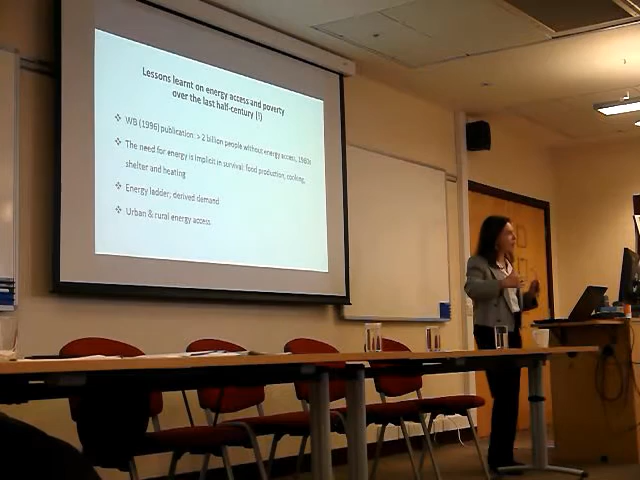 Lessons learnt on energy access and poverty
over the last half-century (I)
WB (1996) publication: > 2 billion people without energy access, 1980s
The need for energy is implicit in survival: food production, cooking,
shelter and heating
Energy ladder; derived demand
Urban & rural energy access.